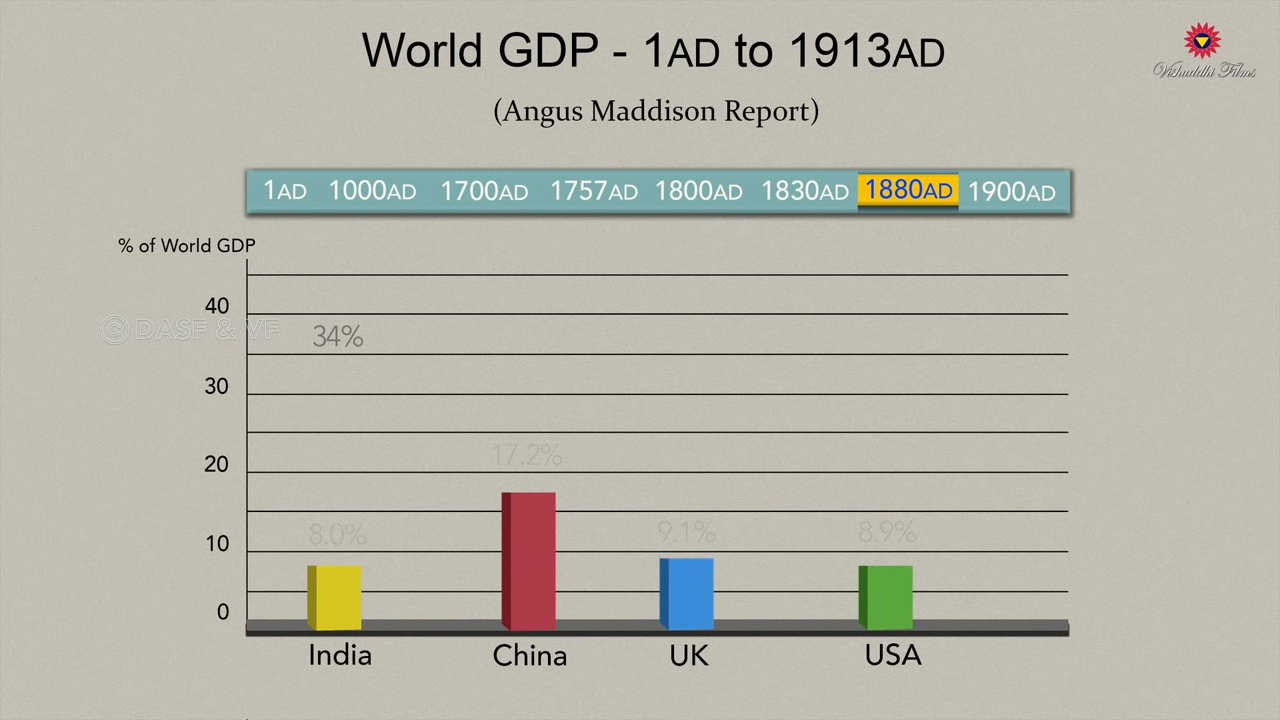 World GDP - 1AD to 1913AD
Vishuddhi Films
(Angus Maddison Report)
1AD 1000AD 1700AD 1757AD 1800AD 1830AD 1880AD 1900AD
% of World GDP
40
© DASF & VF
34%
30
20
17.2%
10
8.0% 9.1% 8.9%
0
India China UK USA